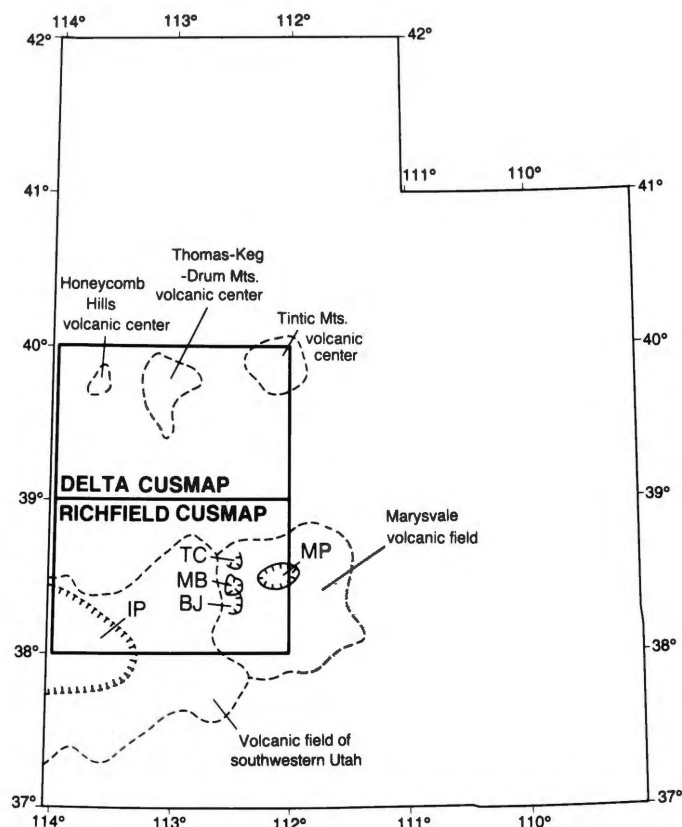 114°
113°
112°
42°
42°
41°
111°
110°
41°
Thomas-Keg
-Drum Mts.
volcanic center
Honeycomb
Hills
volcanic center
Tintic Mts.
volcanic
center
40°
40°
DELTA CUSMAP
39°
39°
RICHFIELD CUSMAP
Marysvale
volcanic field
TC
MP
MB
BJ
IP
38°
38°
Volcanic field of
southwestern Utah
37°
37°
114°
113°
112°
111°
110°